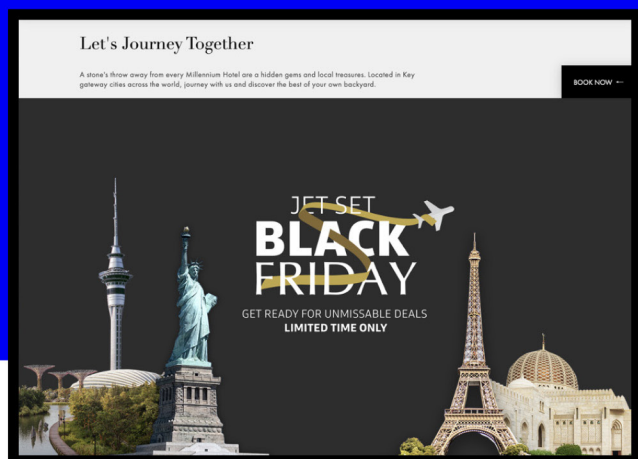 Let's Journey Together
A stone's throw away from every Millennium Hotel are a hidden gems and local treasures. Located in Key
gateway cities across the world, journey with us and discover the best of your own backyard.
BOOK NOW ←
JET SET
BLACK
FRIDAY
GET READY FOR UNMISSABLE DEALS
LIMITED TIME ONLY